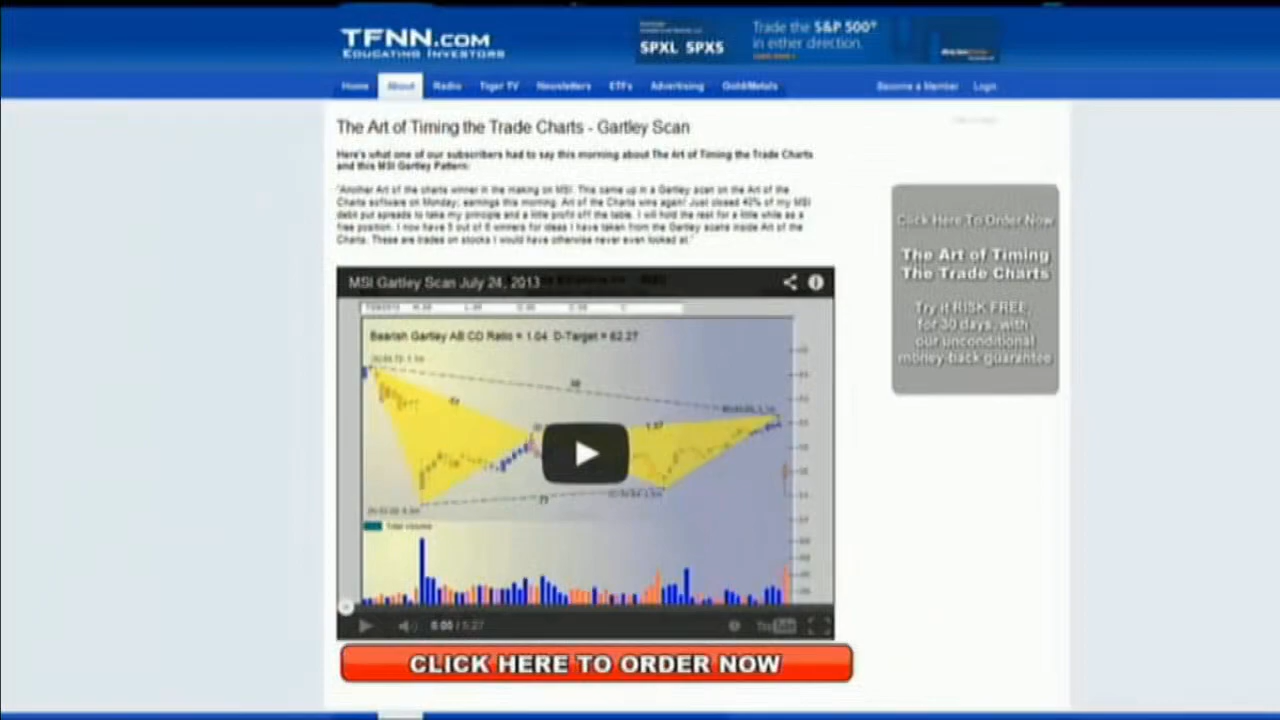 TFNN.COM
EDUCATING INVESTORS
SPXL SPXS
Trade the S&P 500®
in either direction.
Home About Radio Tiger TV Newsletters ETFs Advertising Gold/Metals Become a Member Login
The Art of Timing the Trade Charts - Gartley Scan
Here's what one of our subscribers had to say this morning about The Art of Timing the Trade Charts
and this MSI Gartley Pattern:
"Another Art of the charts winner in the making on MSI. This came up in a Gartley scan on the Art of the
Charts software on Monday; earnings this morning. Art of the Charts wins again! Just closed 40% of my MSI
debt put spreads to take my principle and a little profit off the table. I will hold the rest for a little while as a
free position. I now have 5 out of 6 winners for ideas I have taken from the Gartley scans inside Art of the
Charts. These are trades on stocks I would have otherwise never even looked at."
Click Here To Order Now
The Art of Timing
The Trade Charts
Try it RISK FREE
for 30 days, with
our unconditional
money-back guarantee
MSI Gartley Scan July 24, 2013
Bearish Gartley AB CD Ratio = 1.04 D-Target = 62.27
Total Volume
0:00 / 5:27
YouTube
CLICK HERE TO ORDER NOW